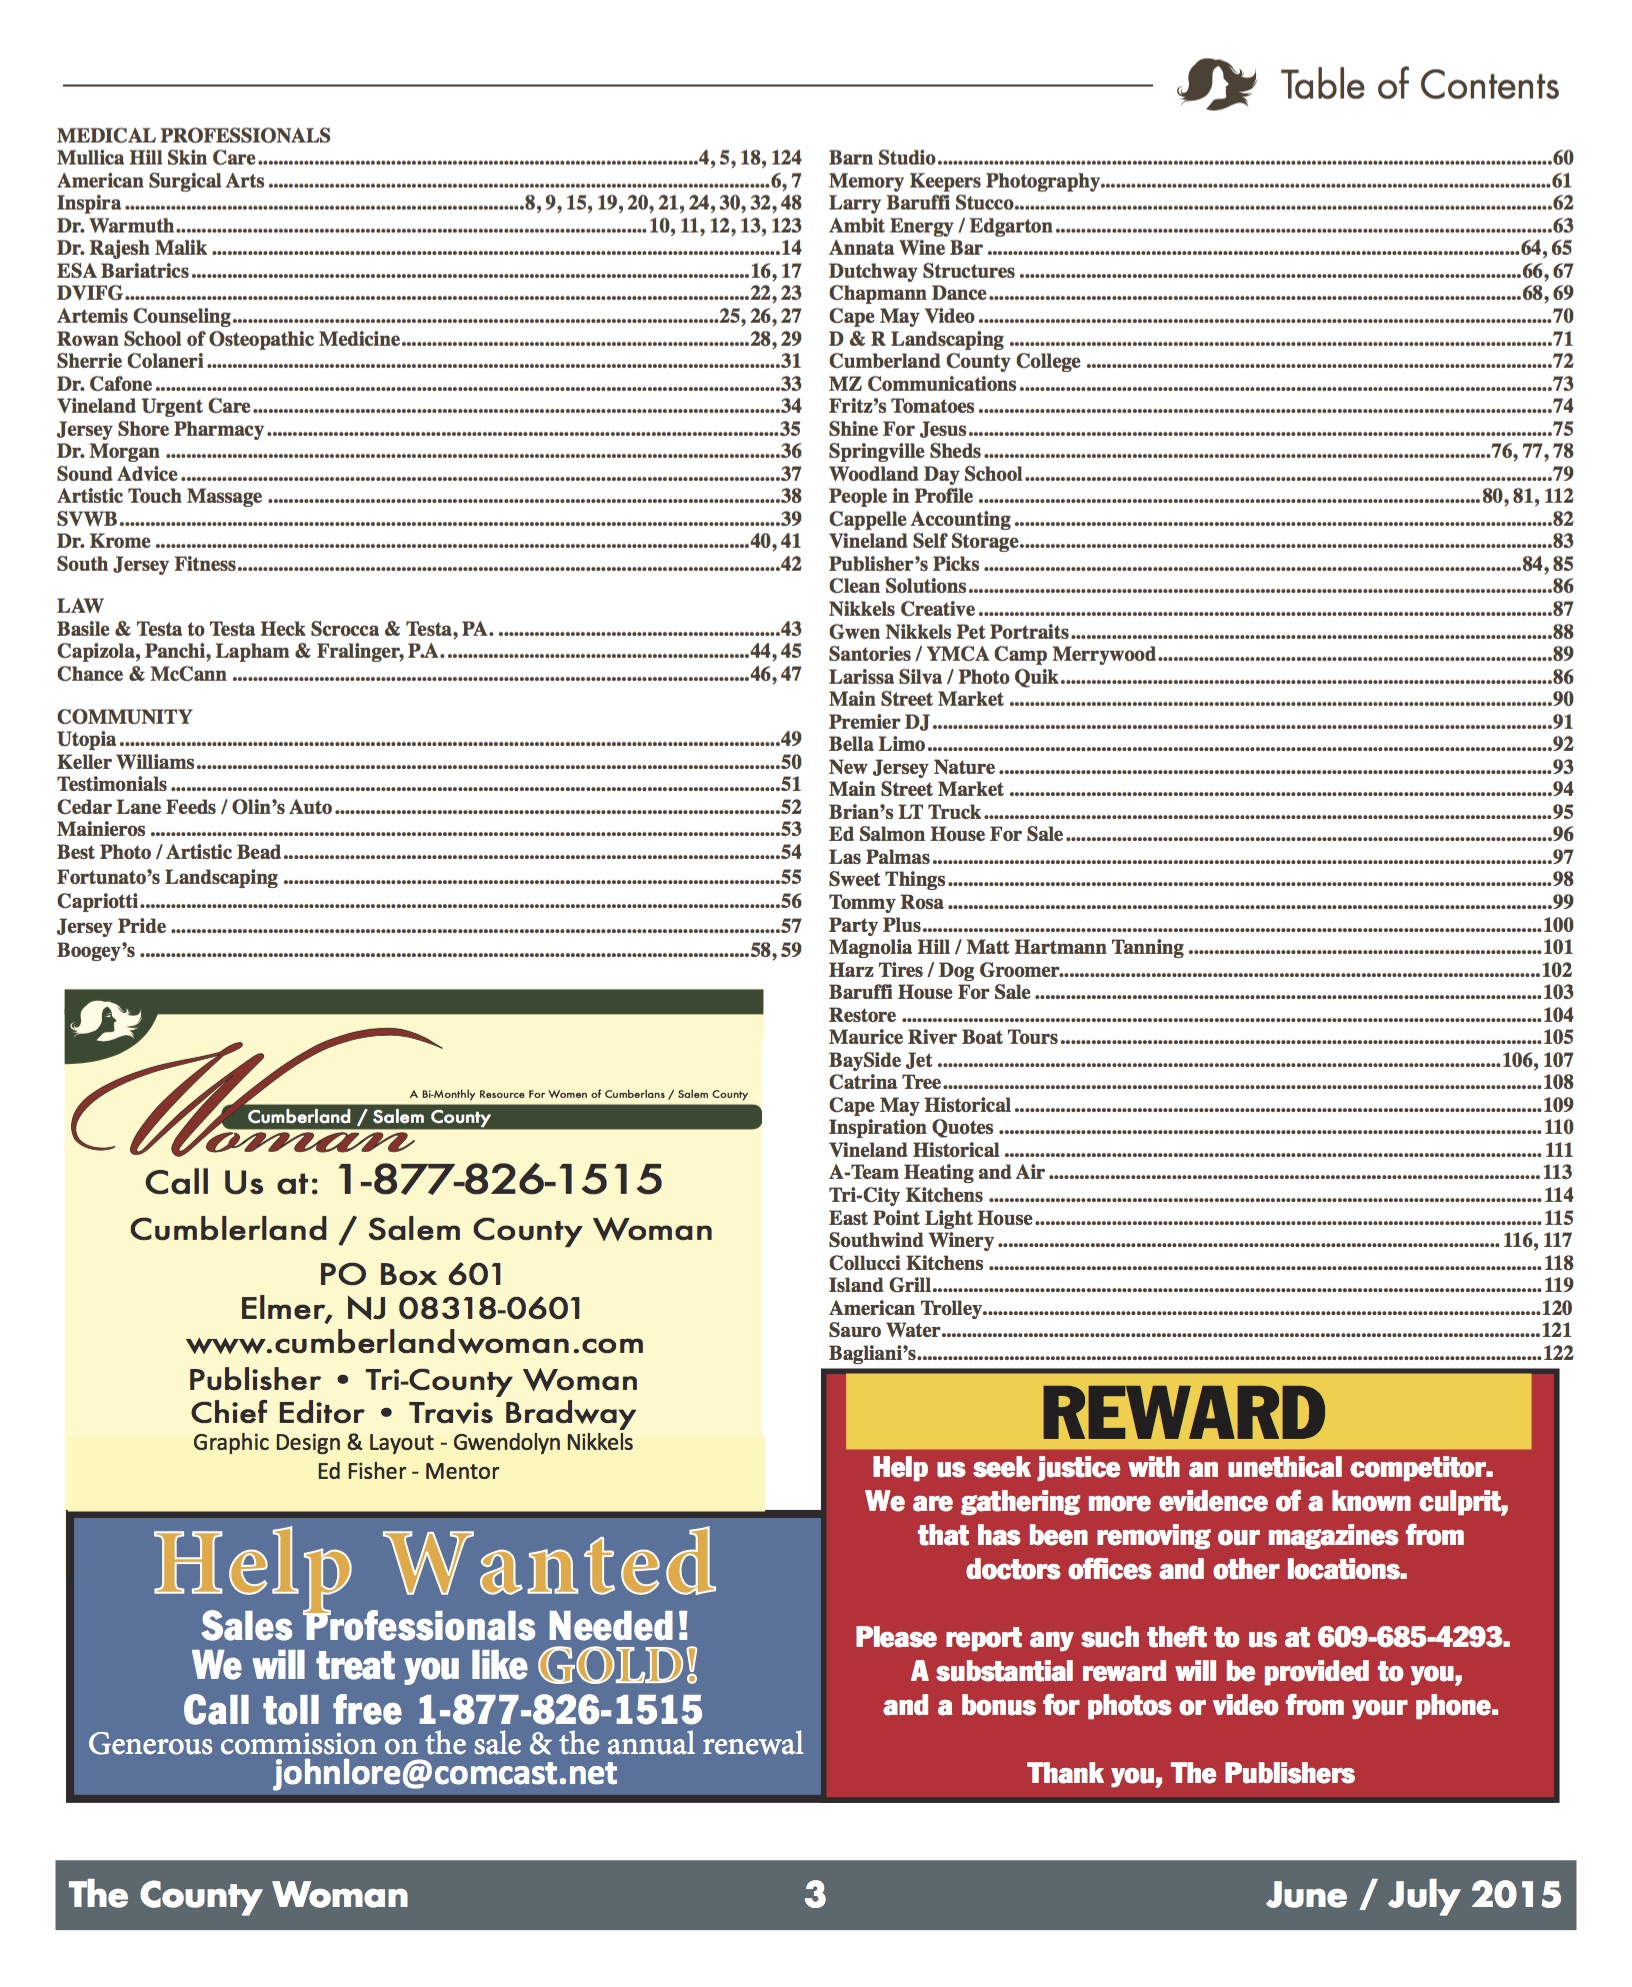 Table of Contents
MEDICAL PROFESSIONALS
Mullica Hill Skin Care....4, 5, 18, 124
American Surgical Arts ....6, 7
Inspira ....8, 9, 15, 19, 20, 21, 24, 30, 32, 48
Dr. Warmuth....10, 11, 12, 13, 123
Dr. Rajesh Malik ....14
ESA Bariatrics....16, 17
DVIFG....22, 23
Artemis Counseling....25, 26, 27
Rowan School of Osteopathic Medicine....28, 29
Sherrie Colaneri....31
Dr. Cafone....33
Vineland Urgent Care....34
Jersey Shore Pharmacy....35
Dr. Morgan ....36
Sound Advice....37
Artistic Touch Massage ....38
SVWB....39
Dr. Krome ....40, 41
South Jersey Fitness....42
LAW
Basile & Testa to Testa Heck Scrocca & Testa, PA. ....43
Capizola, Panchi, Lapham & Fralinger, P.A.....44, 45
Chance & McCann ....46, 47
COMMUNITY
Utopia....49
Keller Williams....50
Testimonials ....51
Cedar Lane Feeds / Olin's Auto....52
Mainieros ....53
Best Photo / Artistic Bead....54
Fortunato's Landscaping ....55
Capriotti....56
Jersey Pride ....57
Boogey's ....58, 59
Barn Studio....60
Memory Keepers Photography....61
Larry Baruffi Stucco....62
Ambit Energy / Edgarton....63
Annata Wine Bar ....64, 65
Dutchway Structures ....66, 67
Chapmann Dance....68, 69
Cape May Video....70
D & R Landscaping ....71
Cumberland County College ....72
MZ Communications....73
Fritz's Tomatoes ....74
Shine For Jesus....75
Springville Sheds....76, 77, 78
Woodland Day School....79
People in Profile ....80, 81, 112
Cappelle Accounting....82
Vineland Self Storage....83
Publisher's Picks ....84, 85
Clean Solutions....86
Nikkels Creative....87
Gwen Nikkels Pet Portraits....88
Santories / YMCA Camp Merrywood....89
Larissa Silva / Photo Quik....86
Main Street Market ....90
Premier DJ....91
Bella Limo....92
New Jersey Nature ....93
Main Street Market ....94
Brian's LT Truck....95
Ed Salmon House For Sale....96
Las Palmas....97
Sweet Things....98
Tommy Rosa ....99
Party Plus....100
Magnolia Hill / Matt Hartmann Tanning ....101
Harz Tires / Dog Groomer....102
Baruffi House For Sale ....103
Restore ....104
Maurice River Boat Tours....105
BaySide Jet ....106, 107
Catrina Tree....108
Cape May Historical....109
Inspiration Quotes ....110
Vineland Historical ....111
A-Team Heating and Air....113
Tri-City Kitchens ....114
East Point Light House....115
Southwind Winery....116, 117
Collucci Kitchens ....118
Island Grill....119
American Trolley....120
Sauro Water....121
Bagliani's....122
A Bi-Monthly Resource For Women of Cumberlans / Salem County
Cumberland / Salem County
Woman
Call Us at: 1-877-826-1515
Cumblerland / Salem County Woman
PO Box 601
Elmer, NJ 08318-0601
www.cumberlandwoman.com
Publisher • Tri-County Woman
Chief Editor • Travis Bradway
Graphic Design & Layout - Gwendolyn Nikkels
Ed Fisher - Mentor
Help Wanted
Sales Professionals Needed!
We will treat you like GOLD!
Call toll free 1-877-826-1515
Generous commission on the sale & the annual renewal
johnlore@comcast.net
REWARD
Help us seek justice with an unethical competitor.
We are gathering more evidence of a known culprit,
that has been removing our magazines from
doctors offices and other locations.
Please report any such theft to us at 609-685-4293.
A substantial reward will be provided to you,
and a bonus for photos or video from your phone.
Thank you, The Publishers
The County Woman
3
June / July 2015